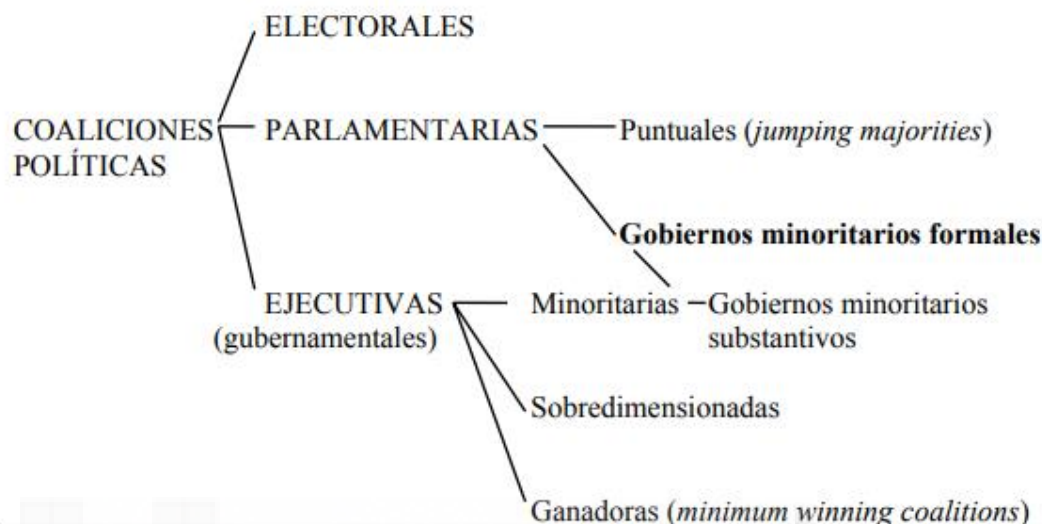 ELECTORALES
COALICIONES
POLÍTICAS
PARLAMENTARIAS
Puntuales (jumping majorities)
Gobiernos minoritarios formales
EJECUTIVAS
(gubernamentales)
Minoritarias
Gobiernos minoritarios
substantivos
Sobredimensionadas
Ganadoras (minimum winning coalitions)